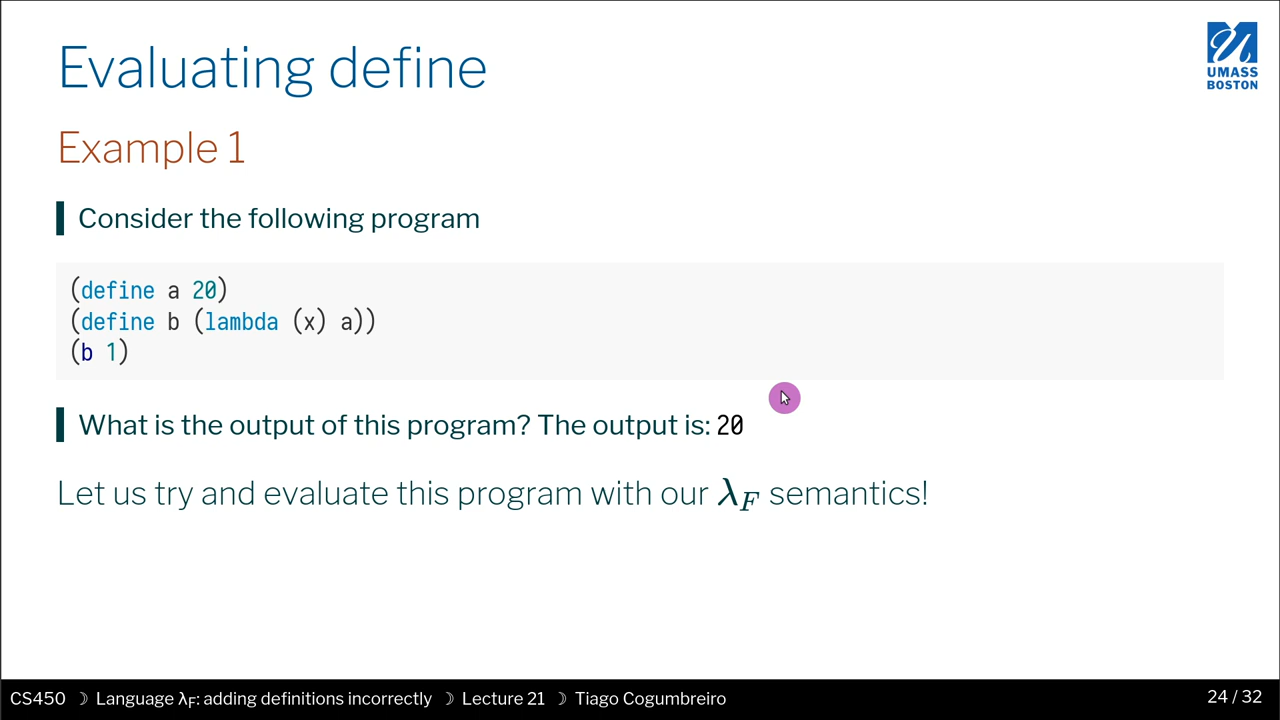 Evaluating define
UMASS
BOSTON
Example 1
Consider the following program
(define a 20)
(define b (lambda (x) a))
(b 1)
What is the output of this program? The output is: 20
Let us try and evaluate this program with our λF semantics!
CS450 ☽ Language λF: adding definitions incorrectly ☽ Lecture 21 ☽ Tiago Cogumbreiro
24 / 32